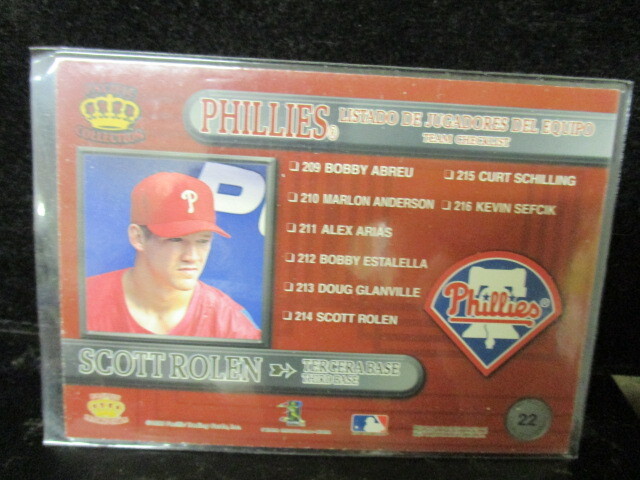 COLLECTION
PHILLIES
LISTADO DE JUGADORES DEL EQUIPO
TEAM CHECKLIST
P
209 BOBBY ABREU
210 MARLON ANDERSON
211 ALEX ARIAS
212 BOBBY ESTALELLA
213 DOUG GLANVILLE
214 SCOTT ROLEN
215 CURT SCHILLING
216 KEVIN SEFCIK
Phillies
SCOTT ROLEN
TERCERA BASE
THIRD BASE
22